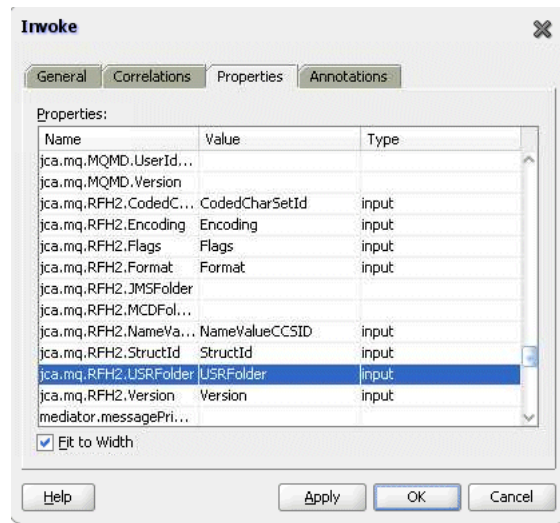 Invoke
General Correlations Properties Annotations
Properties:
Name Value Type
jca.mq.MQMD.UserId...
jca.mq.MQMD.Version
jca.mq.RFH2.CodedC... CodedCharSetId input
jca.mq.RFH2.Encoding Encoding input
jca.mq.RFH2.Flags Flags input
jca.mq.RFH2.Format Format input
jca.mq.RFH2.JMSFolder
jca.mq.RFH2.MCDFol...
jca.mq.RFH2.NameVa... NameValueCCSID input
jca.mq.RFH2.StructId StructId input
jca.mq.RFH2.USRFolder USRFolder input
jca.mq.RFH2.Version Version input
mediator.messagePri...
Fit to Width
Help Apply OK Cancel